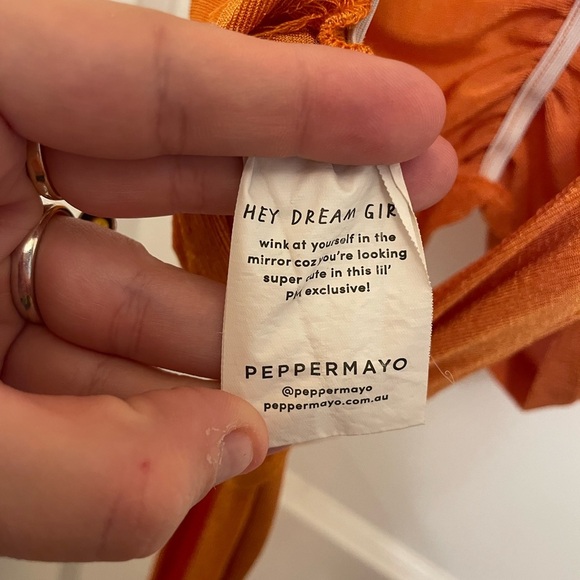 HEY DREAM GIR
wink at yourself in the
mirror coz you're looking
super cute in this lil'
PM exclusive!
PEPPERMAYO
@peppermayo
peppermayo.com.au